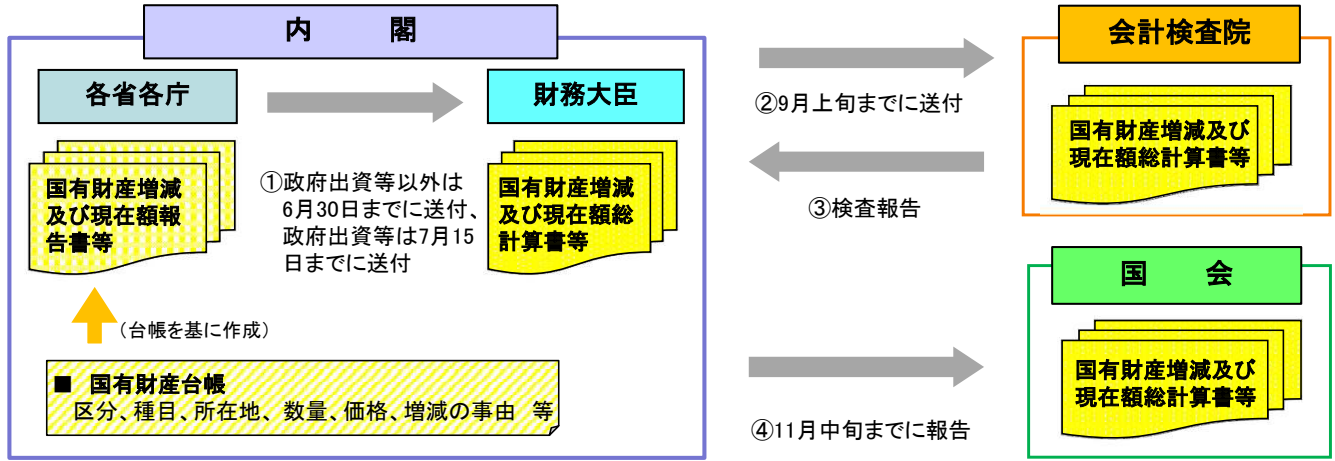 内　閣
各省各庁
財務大臣
国有財産増減
及び現在額報
告書等
①政府出資等以外は
6月30日までに送付、
政府出資等は7月15
日までに送付
国有財産増減
及び現在額総
計算書等
（台帳を基に作成）
■ 国有財産台帳
区分、種目、所在地、数量、価格、増減の事由　等
②9月上旬までに送付
③検査報告
会計検査院
国有財産増減及び
現在額総計算書等
④11月中旬までに報告
国　会
国有財産増減及び
現在額総計算書等